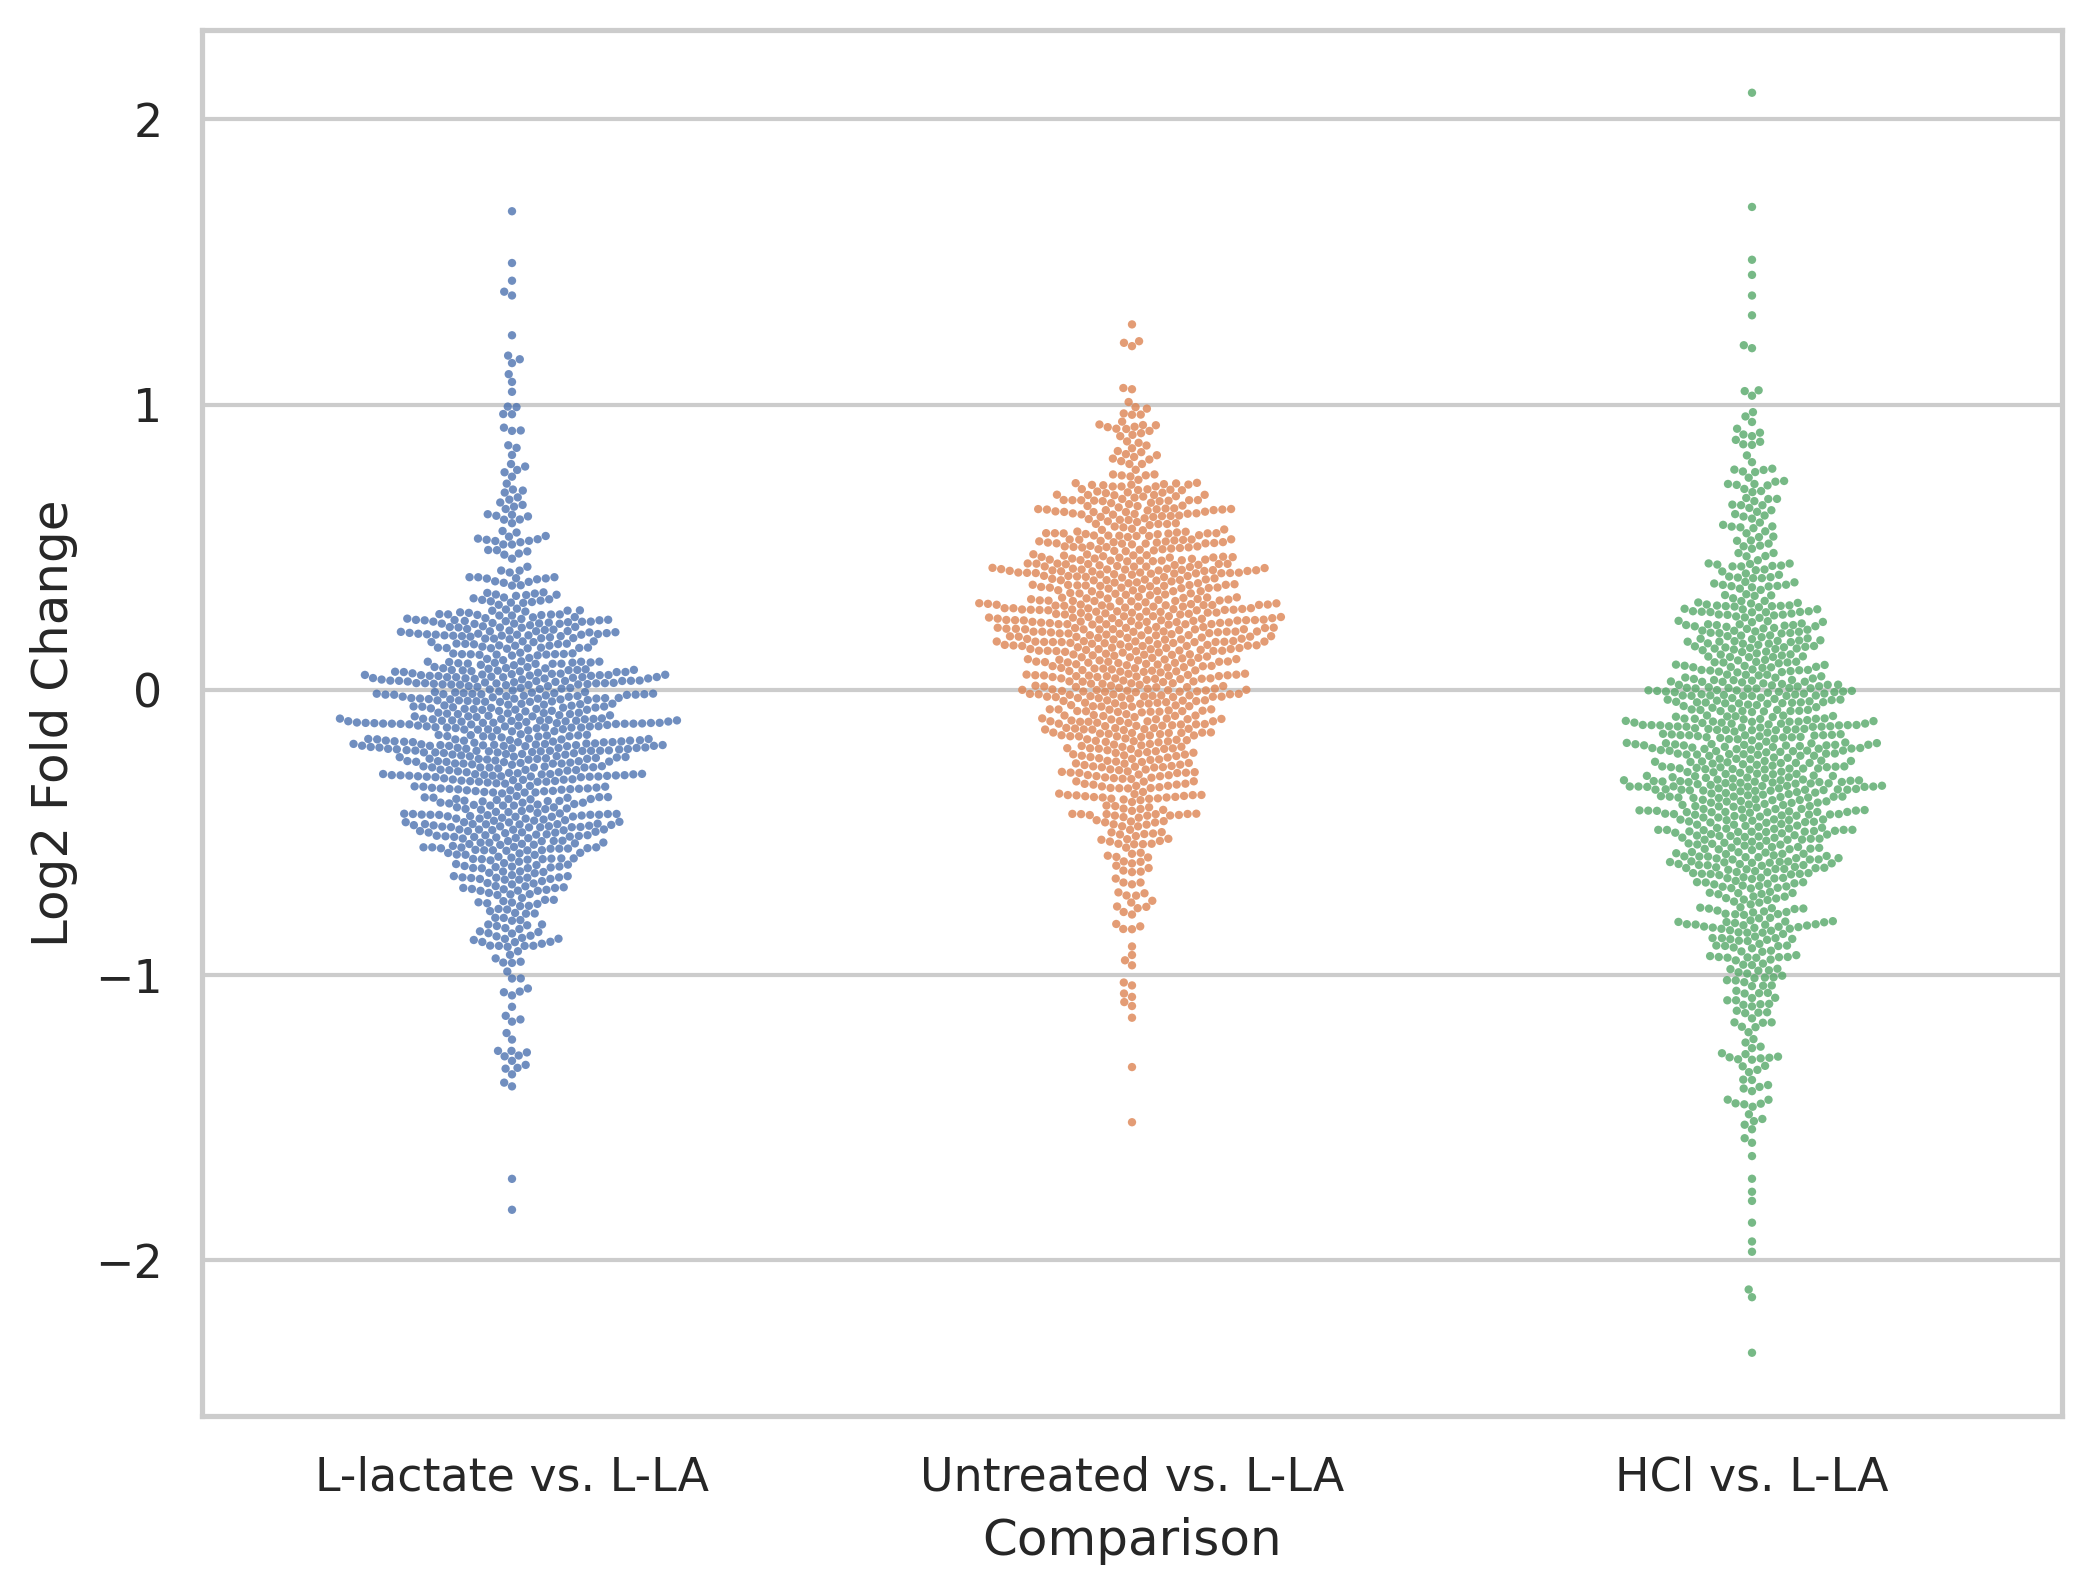 Log2 Fold Change
2
1
0
−1
−2
L-lactate vs. L-LA
Untreated vs. L-LA
HCl vs. L-LA
Comparison